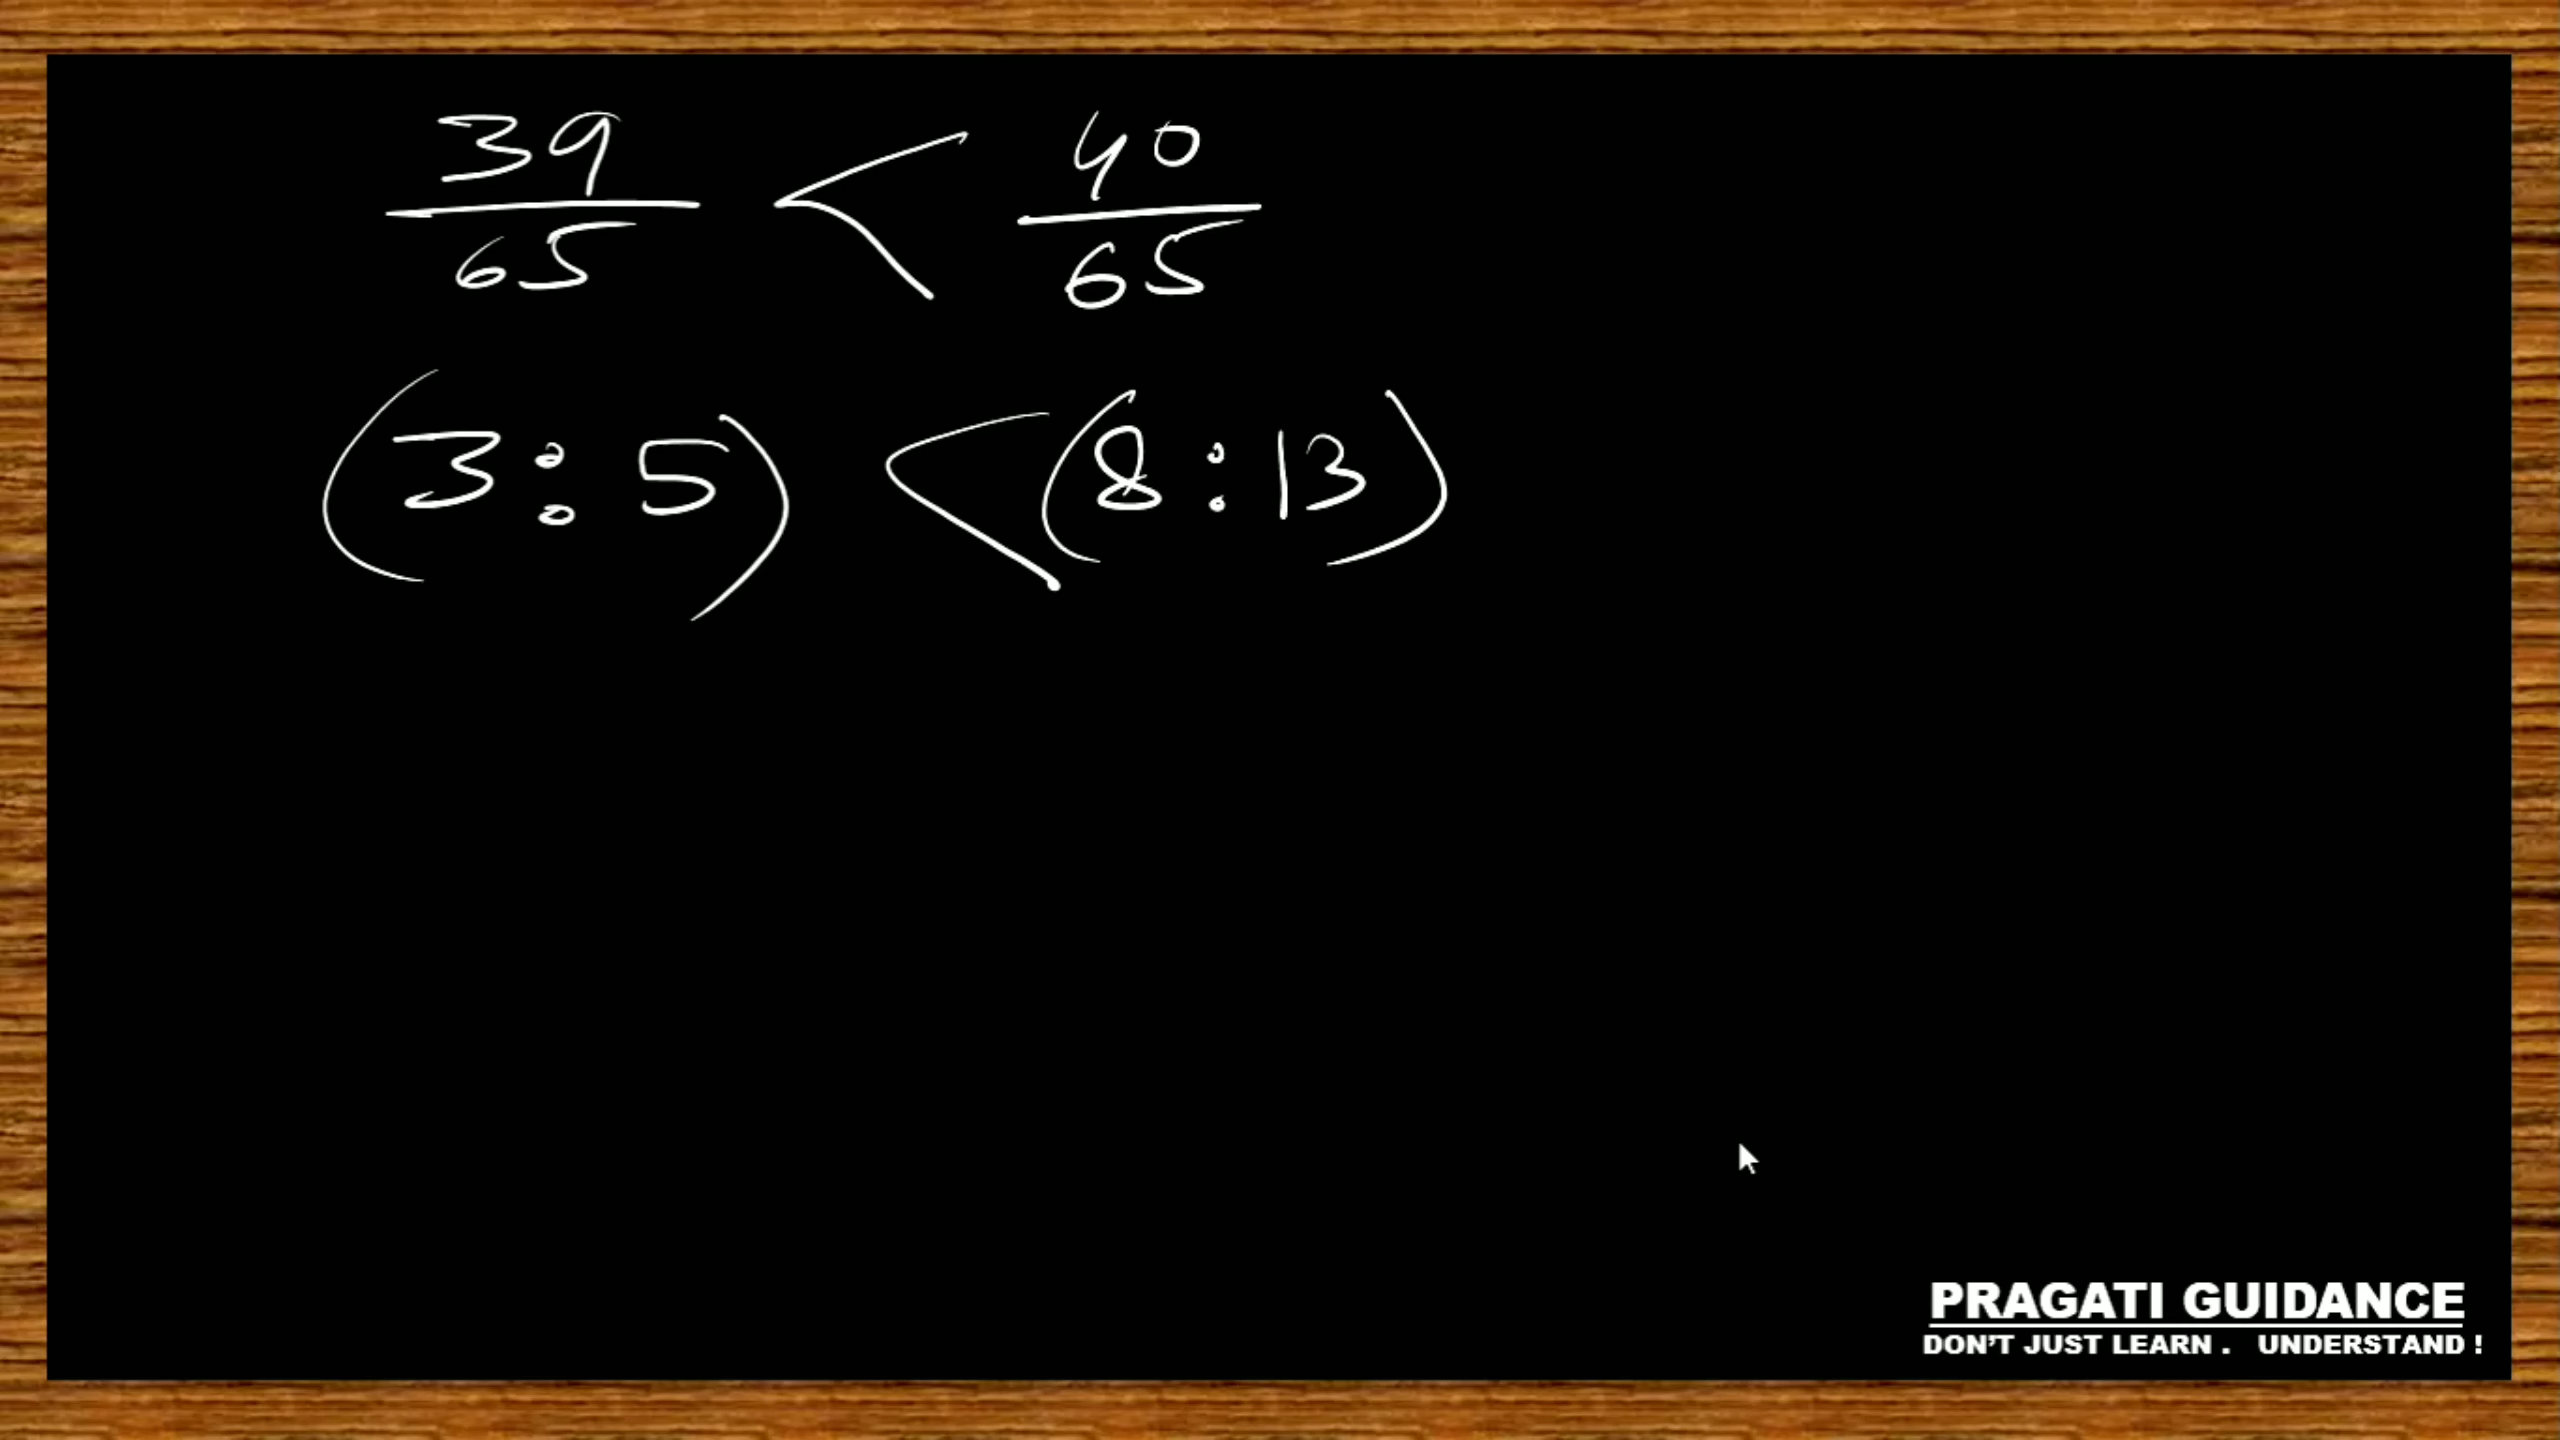 39/65 < 40/65
(3:5) < (8:13)
PRAGATI GUIDANCE
DON'T JUST LEARN. UNDERSTAND !